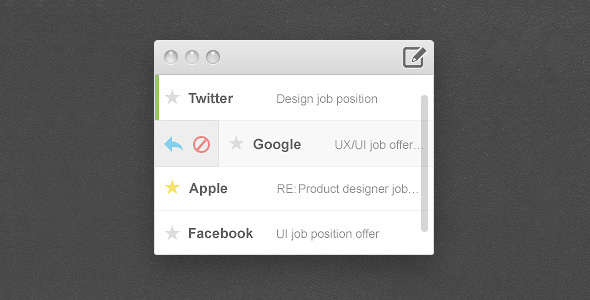 Twitter Design job position
Google UX/UI job offer...
Apple RE: Product designer job...
Facebook UI job position offer